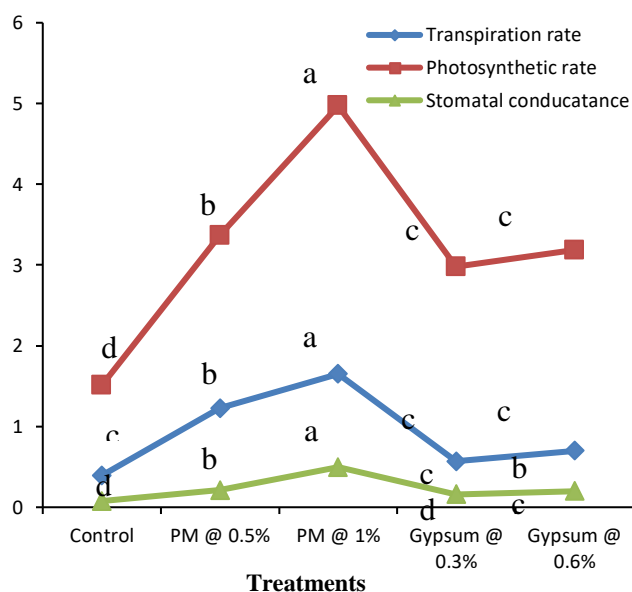 6
Transpiration rate
Photosynthetic rate
Stomatal conducatance
a
5
4
b
c
c
3
d
2
a
b
c
c
c
1
a
b
c
b
d
d
c
0
Control
PM @ 0.5%
PM @ 1%
Gypsum @
0.3%
Gypsum @
0.6%
Treatments